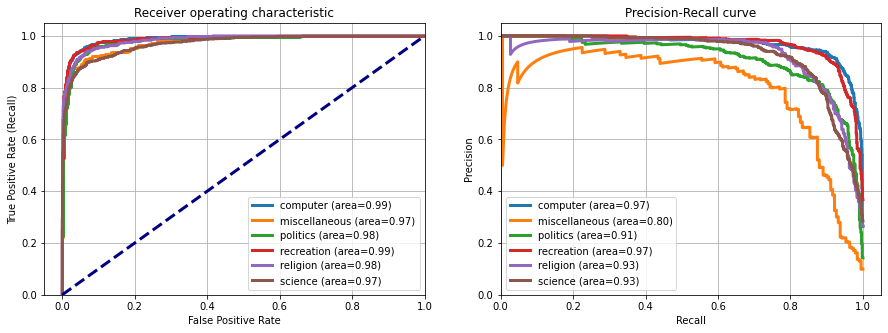 Receiver operating characteristic
True Positive Rate (Recall)
1.0
0.8
0.6
0.4
0.2
0.0
computer (area=0.99)
miscellaneous (area=0.97)
politics (area=0.98)
recreation (area=0.99)
religion (area=0.98)
science (area=0.97)
0.0 0.2 0.4 0.6 0.8 1.0
False Positive Rate
Precision-Recall curve
Precision
1.0
0.8
0.6
0.4
0.2
0.0
computer (area=0.97)
miscellaneous (area=0.80)
politics (area=0.91)
recreation (area=0.97)
religion (area=0.93)
science (area=0.93)
0.0 0.2 0.4 0.6 0.8 1.0
Recall